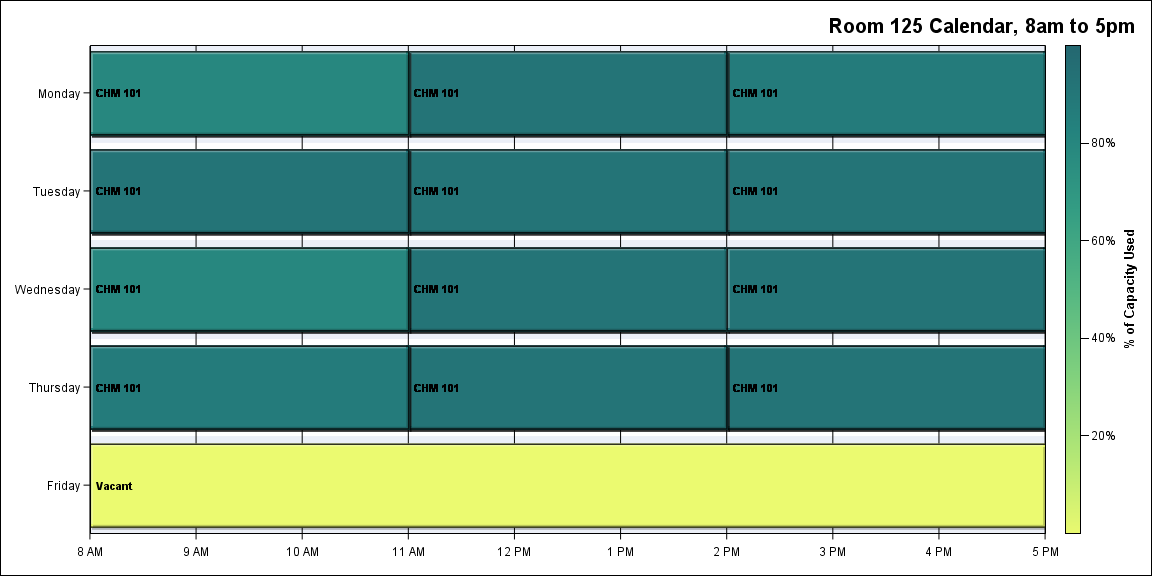 Room 125 Calendar, 8am to 5pm
Monday
CHM 101
CHM 101
CHM 101
Tuesday
CHM 101
CHM 101
CHM 101
Wednesday
CHM 101
CHM 101
CHM 101
Thursday
CHM 101
CHM 101
CHM 101
Friday
Vacant
8 AM
9 AM
10 AM
11 AM
12 PM
1 PM
2 PM
3 PM
4 PM
5 PM
80%
60%
40%
20%
% of Capacity Used